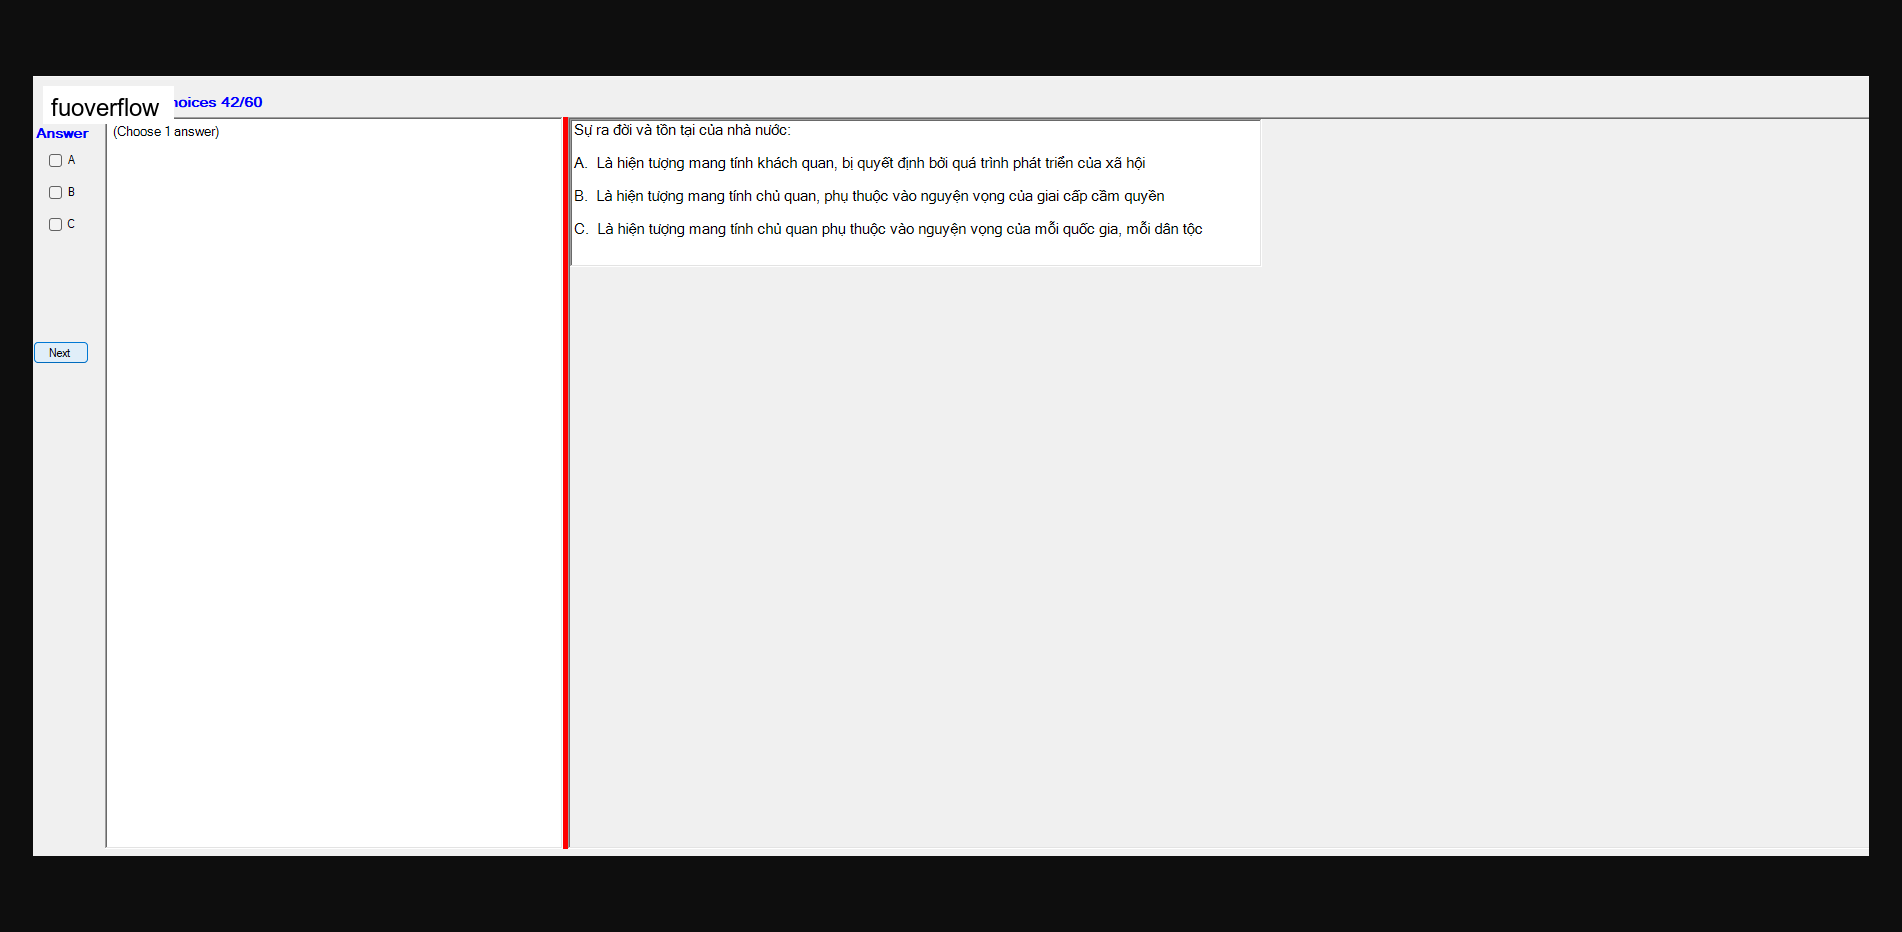 fuoverflow
hoices 42/60
Answer
(Choose 1 answer)
A
B
C
Next
Sự ra đời và tồn tại của nhà nước:
A. Là hiện tượng mang tính khách quan, bị quyết định bởi quá trình phát triển của xã hội
B. Là hiện tượng mang tính chủ quan, phụ thuộc vào nguyện vọng của giai cấp cầm quyền
C. Là hiện tượng mang tính chủ quan phụ thuộc vào nguyện vọng của mỗi quốc gia, mỗi dân tộc